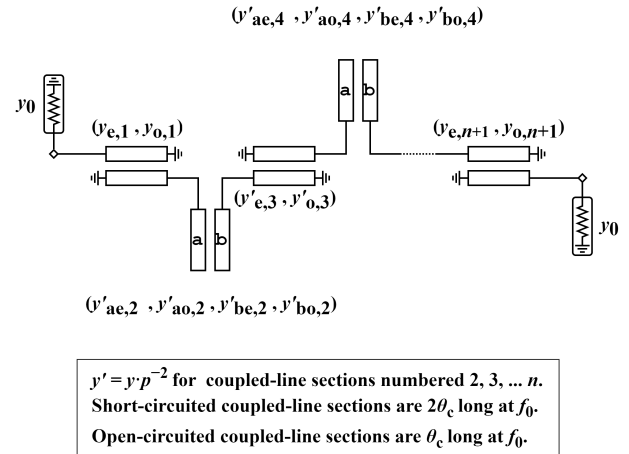 (y′ae,4 , y′ao,4 , y′be,4 , y′bo,4)
y0
a b
(ye,1 , yo,1)
(ye,n+1 , yo,n+1)
(y′e,3 , y′o,3)
y0
a b
(y′ae,2 , y′ao,2 , y′be,2 , y′bo,2)
y′ = y·p⁻² for coupled-line sections numbered 2, 3, ... n.
Short-circuited coupled-line sections are 2θc long at f0.
Open-circuited coupled-line sections are θc long at f0.